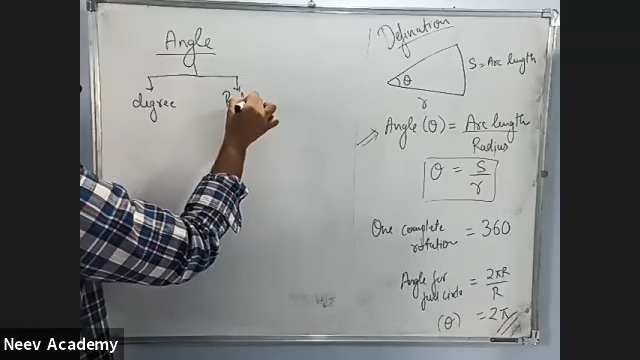 Angle
degree
Defination
θ
S = Arc length
r
Angle (θ) = Arc length
Radius
θ = S
r
One complete
rotation = 360
Angle for
full circle = 2πR
R
(θ) = 2π
Neev Academy